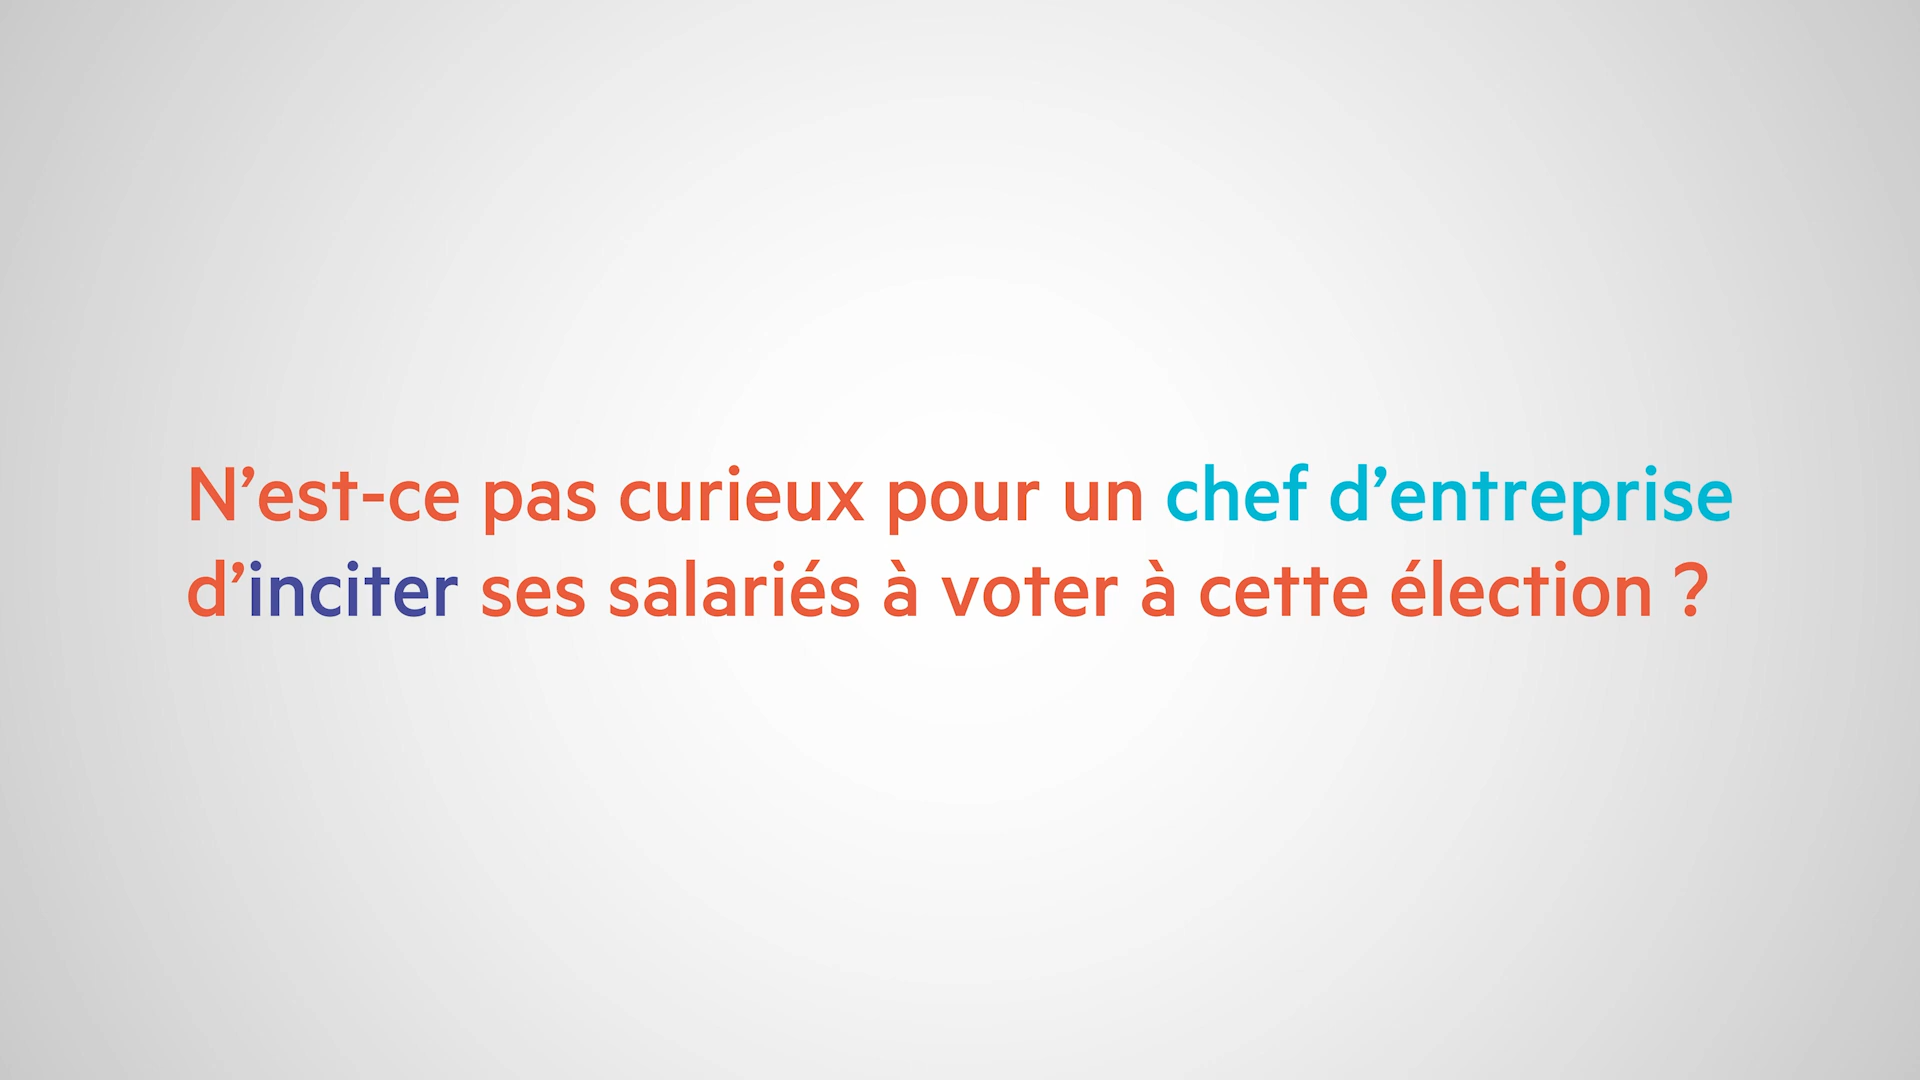 N’est-ce pas curieux pour un chef d’entreprise
d’inciter ses salariés à voter à cette élection ?